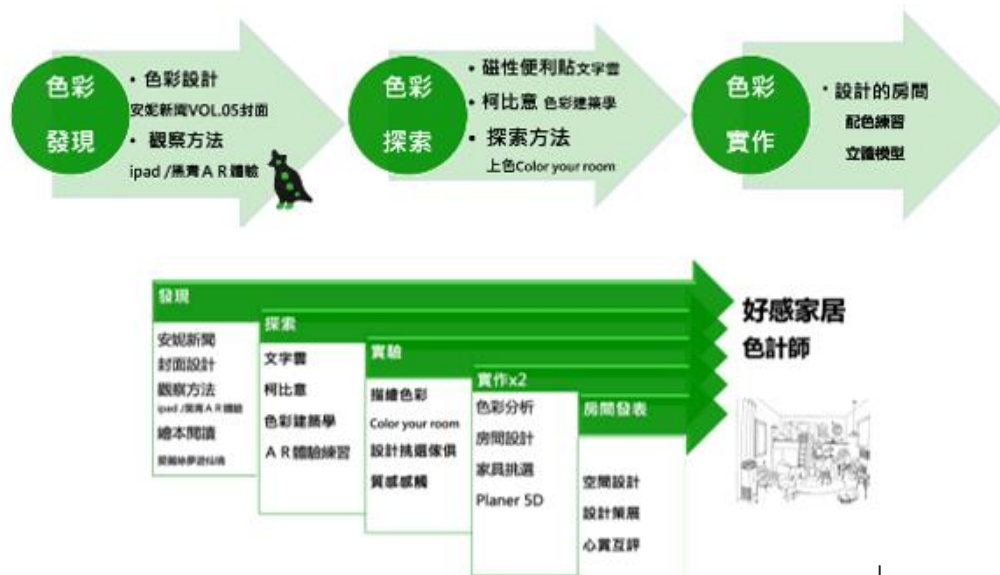 色彩
發現
• 色彩設計
安妮新聞VOL.05封面
• 觀察方法
ipad /黑青ＡＲ體驗
色彩
探索
• 磁性便利貼文字雲
• 柯比意 色彩建築學
• 探索方法
上色Color your room
色彩
實作
• 設計的房間
配色練習
立體模型
發現
安妮新聞
封面設計
觀察方法
ipad /黑青ＡＲ體驗
繪本閱讀
愛麗絲夢遊仙境
探索
文字雲
柯比意
色彩建築學
ＡＲ體驗練習
實驗
描繪色彩
Color your room
設計挑選傢俱
質感感觸
實作x2
色彩分析
房間設計
家具挑選
Planer 5D
房間發表
空間設計
設計策展
心賞互評
好感家居
色計師